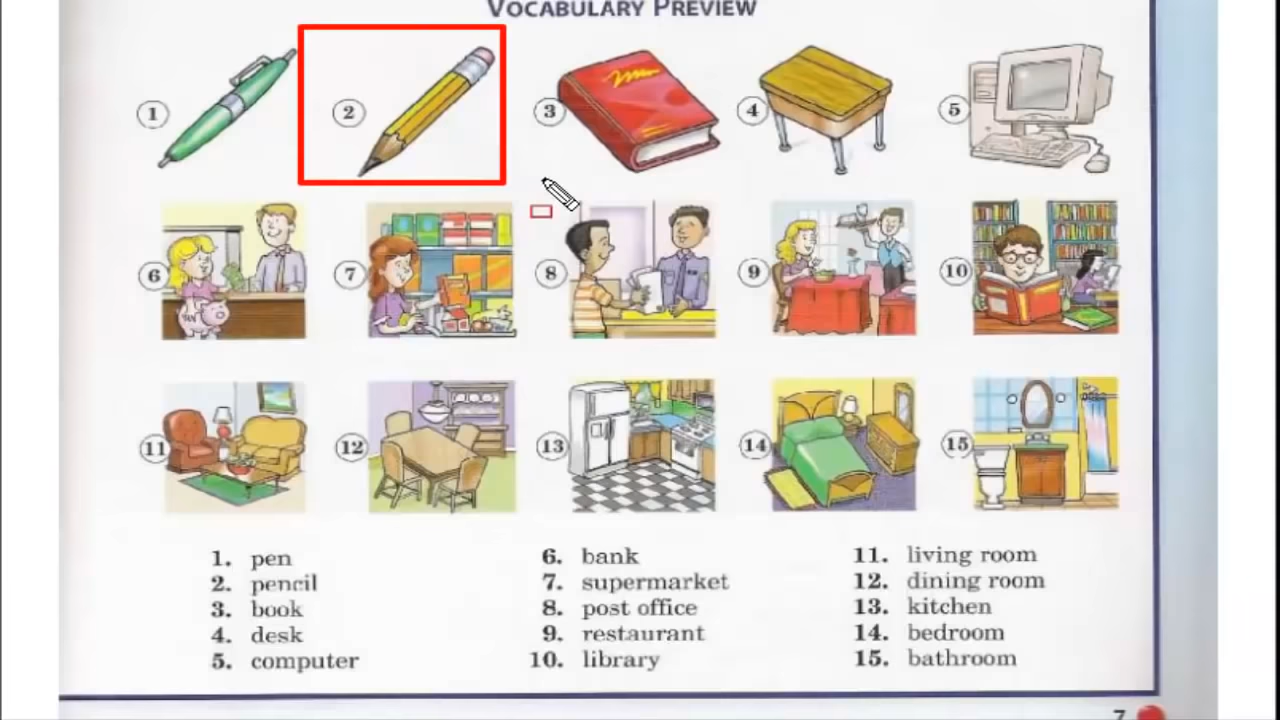 VOCABULARY PREVIEW
1
2
3
4
5
6
7
8
9
10
11
12
13
14
15
1. pen
2. pencil
3. book
4. desk
5. computer
6. bank
7. supermarket
8. post office
9. restaurant
10. library
11. living room
12. dining room
13. kitchen
14. bedroom
15. bathroom
7